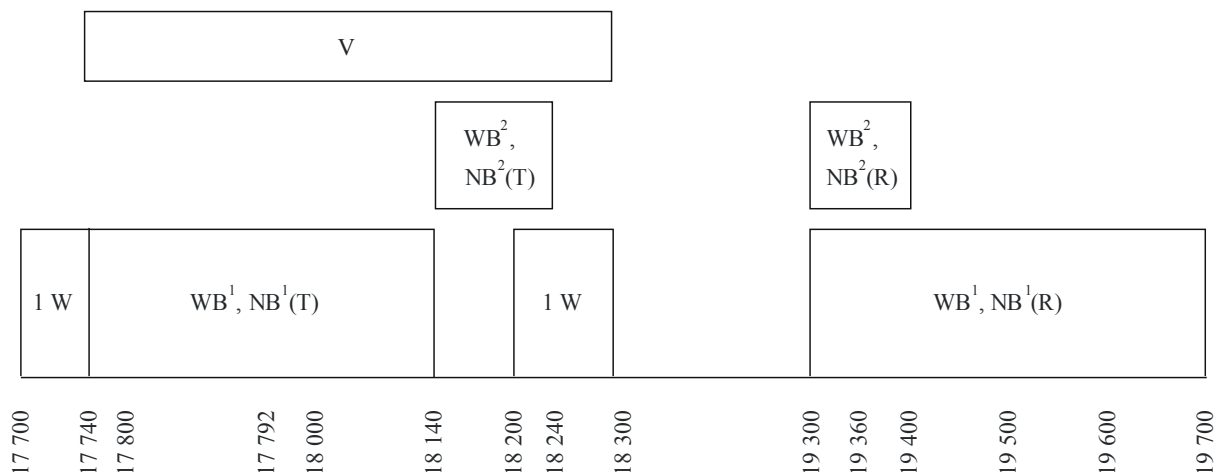 V
WB²,
NB²(T)
WB²,
NB²(R)
1 W
WB¹, NB¹(T)
1 W
WB¹, NB¹(R)
17 700
17 740
17 800
17 792
18 000
18 140
18 200
18 240
18 300
19 300
19 360
19 400
19 500
19 600
19 700